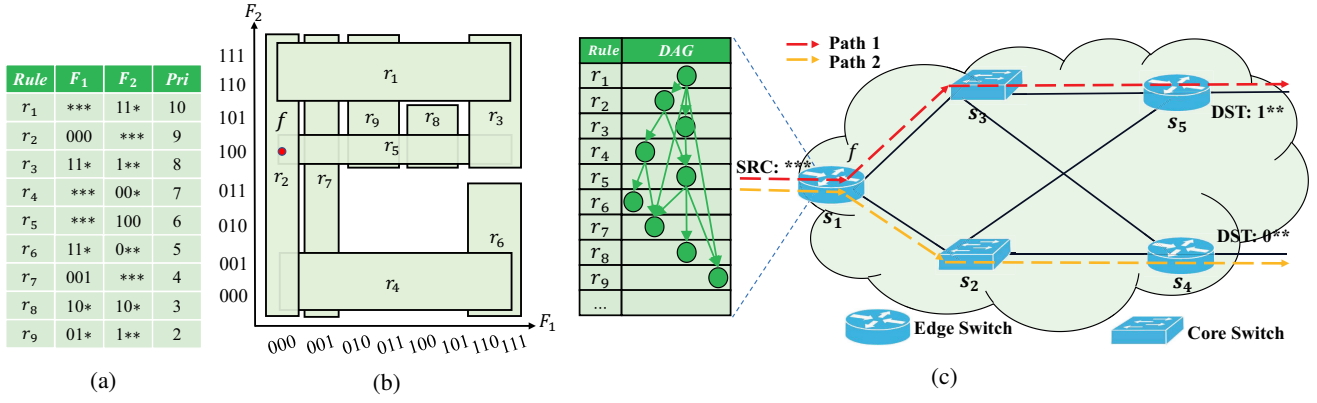 Rule F₁ F₂ Pri
r₁ *** 11* 10
r₂ 000 *** 9
r₃ 11* 1** 8
r₄ *** 00* 7
r₅ *** 100 6
r₆ 11* 0** 5
r₇ 001 *** 4
r₈ 10* 10* 3
r₉ 01* 1** 2
(a)
F₂
111
110
101
100
011
010
001
000
r₁
f
r₉
r₈
r₃
r₅
r₂
r₇
r₆
r₄
F₁
000 001 010 011 100 101 110 111
(b)
Rule DAG
r₁
r₂
r₃
r₄
r₅
r₆
r₇
r₈
r₉
...
Path 1
Path 2
s₃
s₅
DST: 1**
SRC: ***
f
s₁
DST: 0**
s₂
s₄
Edge Switch
Core Switch
(c)